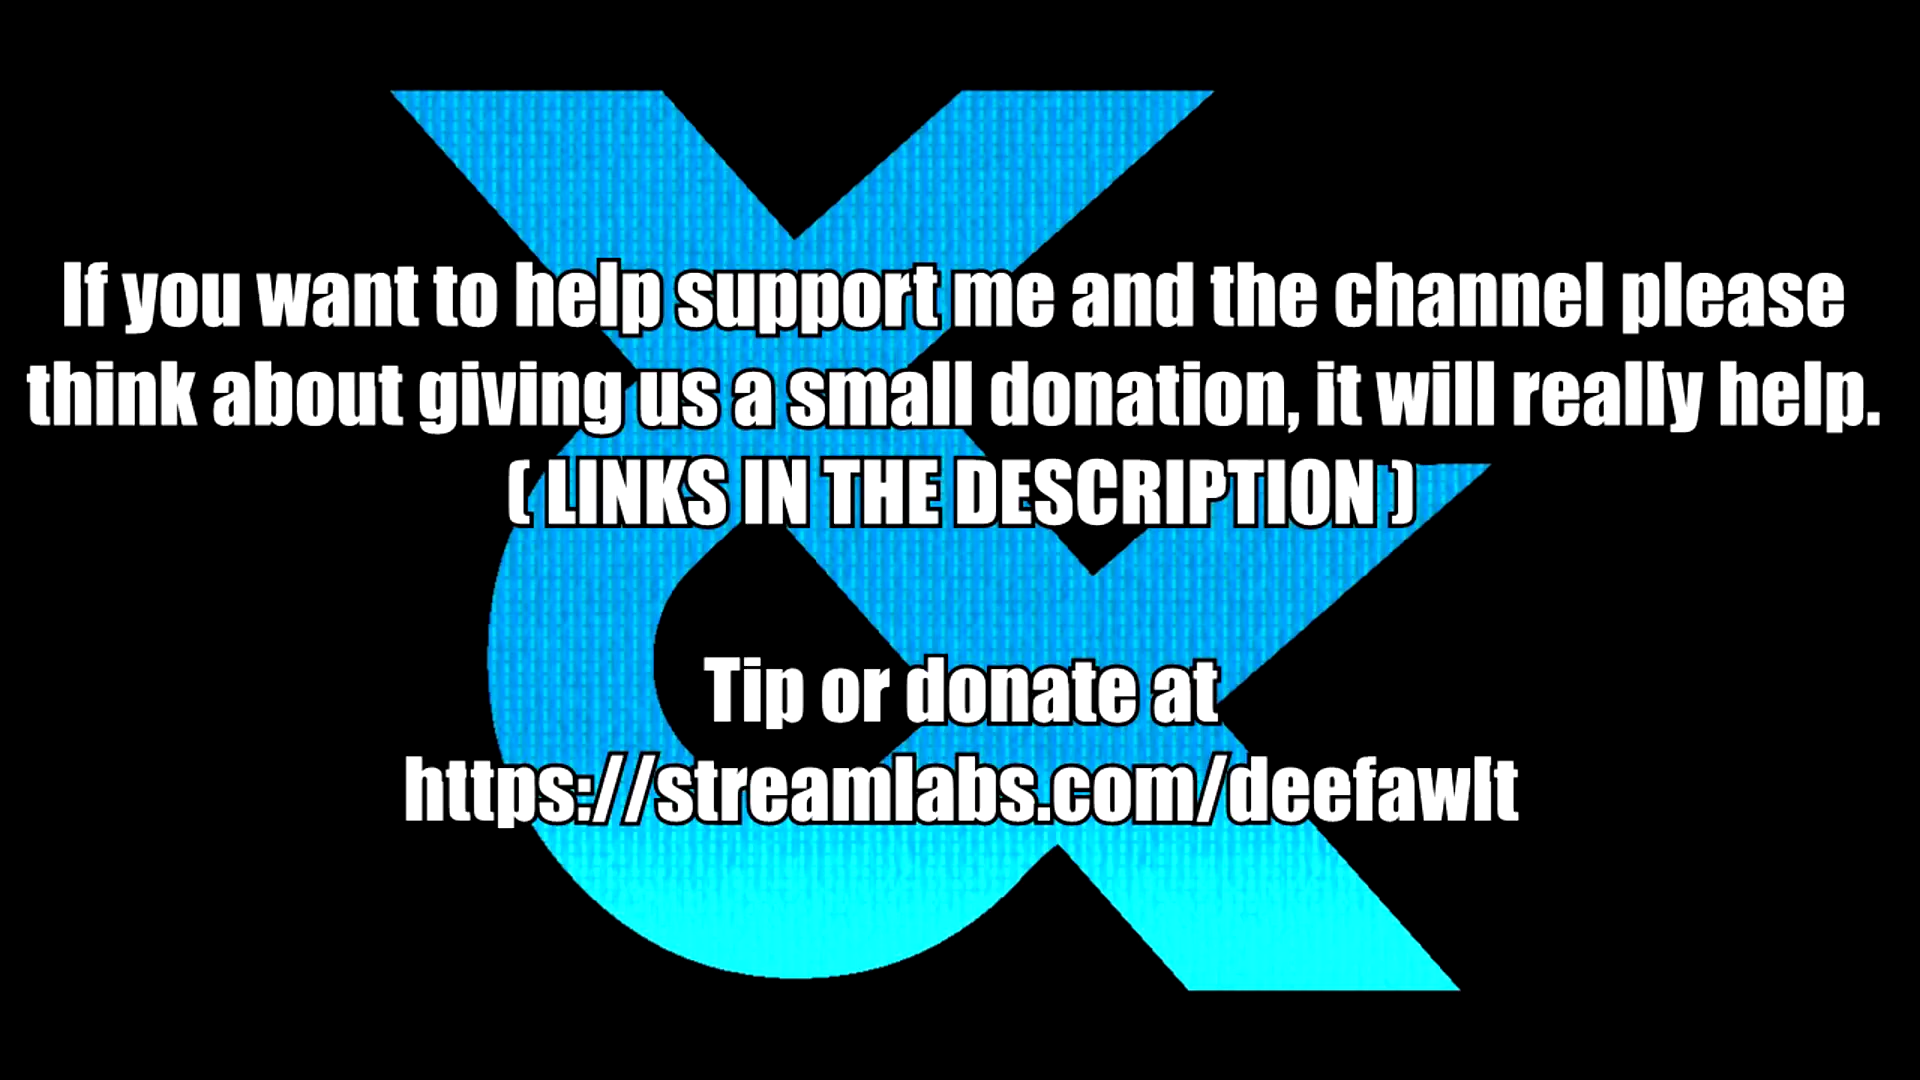 If you want to help support me and the channel please
think about giving us a small donation, it will really help.
( LINKS IN THE DESCRIPTION )
Tip or donate at
https://streamlabs.com/deefawlt